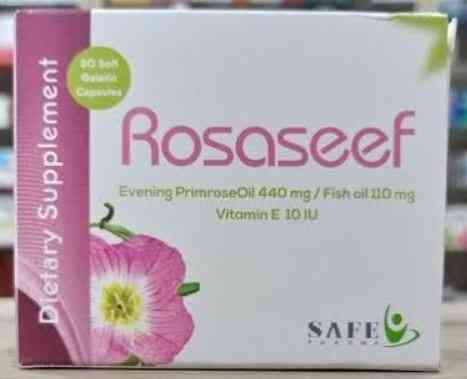 Dietary Supplement
30 Soft
Gelatin
Capsules
Rosaseef
Evening PrimroseOil 440 mg / Fish oil 110 mg
Vitamin E 10 IU
SAFE
PHARMA